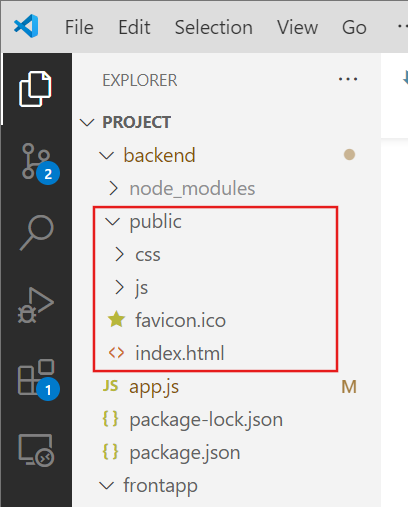 File Edit Selection View Go ···
EXPLORER ···
PROJECT
backend
2
node_modules
public
css
js
favicon.ico
index.html
1
JS app.js M
{ } package-lock.json
{ } package.json
frontapp